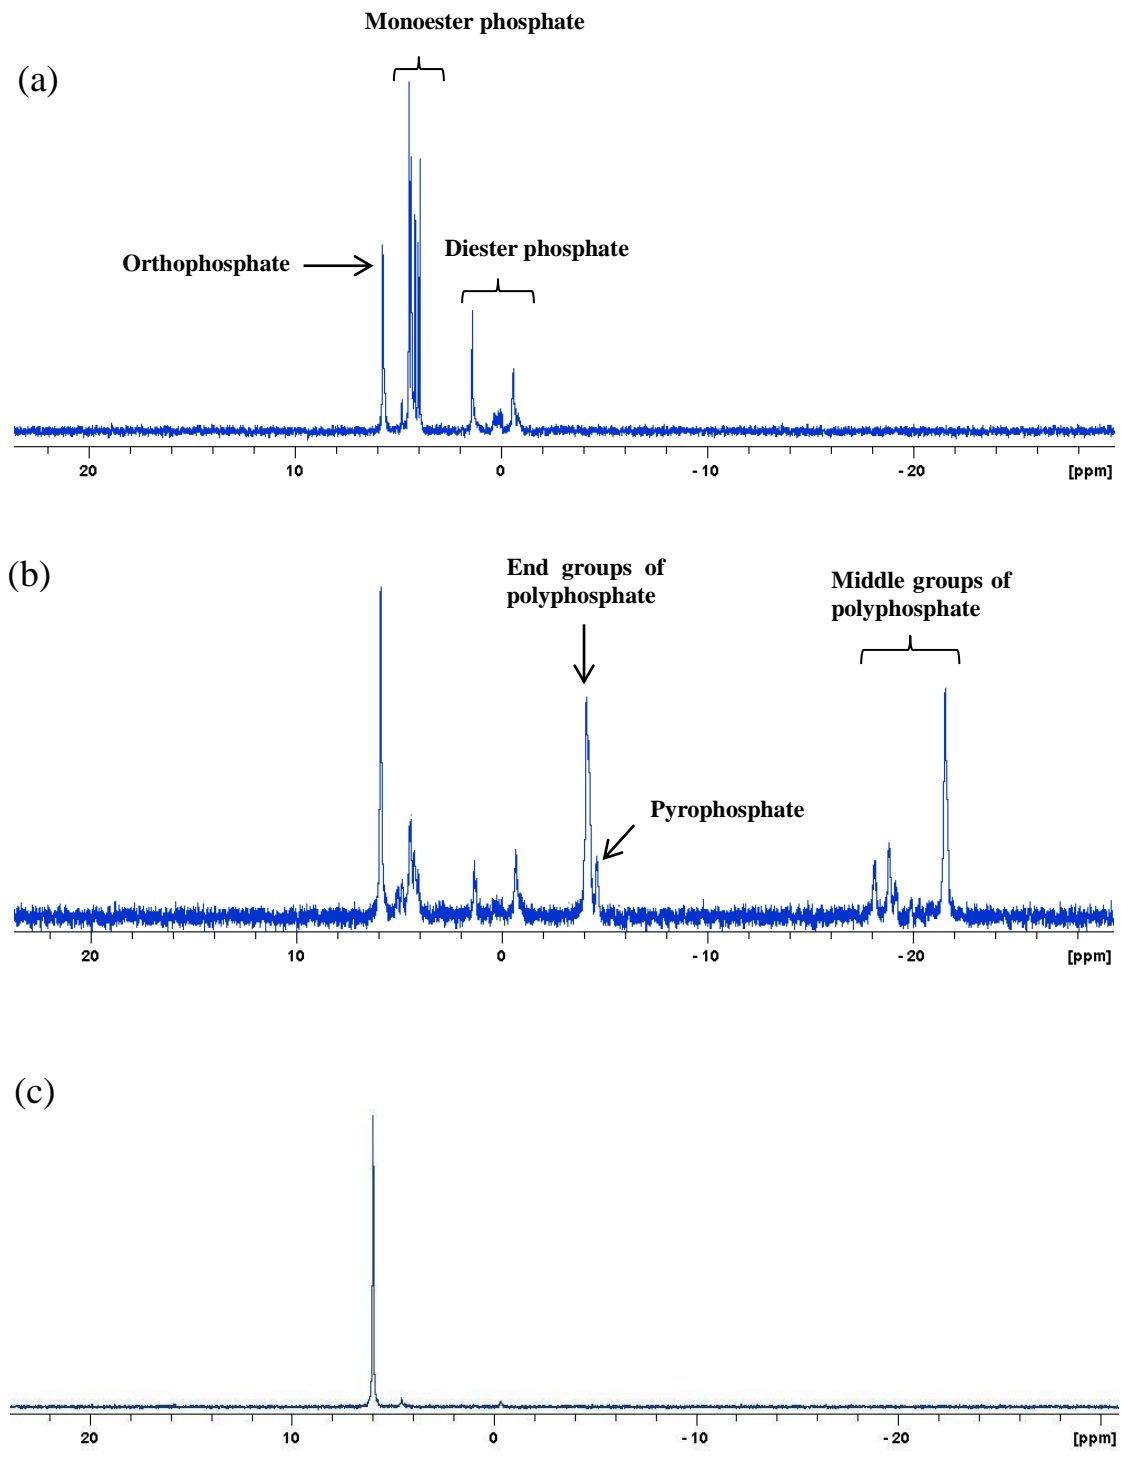 Monoester phosphate
(a)
Diester phosphate
Orthophosphate
20 10 0 -10 -20 [ppm]
(b)
End groups of
polyphosphate
Middle groups of
polyphosphate
Pyrophosphate
20 10 0 -10 -20 [ppm]
(c)
20 10 0 -10 -20 [ppm]